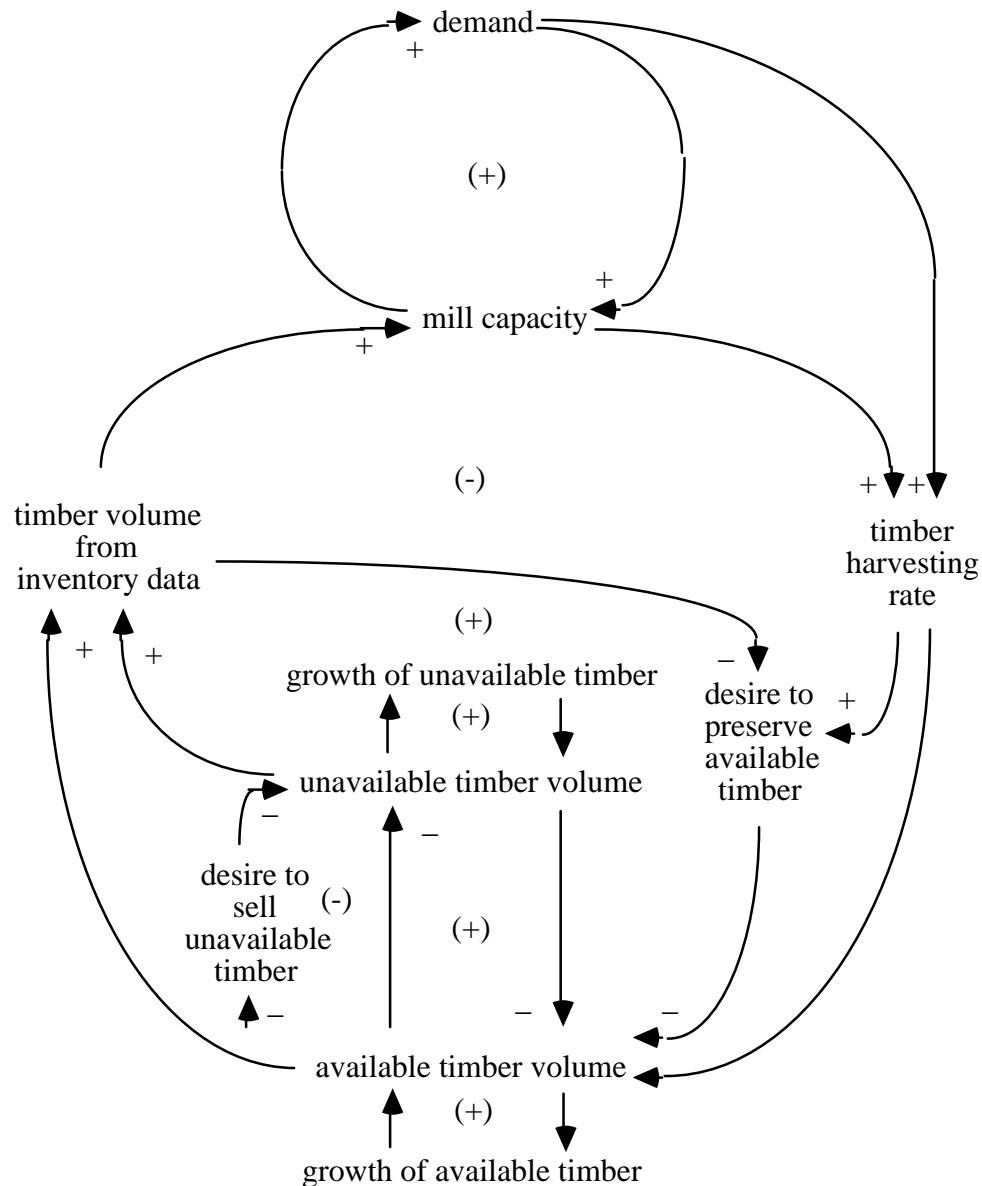 demand
+
(+)
+
mill capacity
+
(-)
+ +
timber volume
from
inventory data
timber
harvesting
rate
(+)
+
+
–
growth of unavailable timber
(+)
desire to
preserve
available
timber
+
unavailable timber volume
–
–
desire to
sell
unavailable
timber
(-)
(+)
–
–
–
available timber volume
(+)
growth of available timber